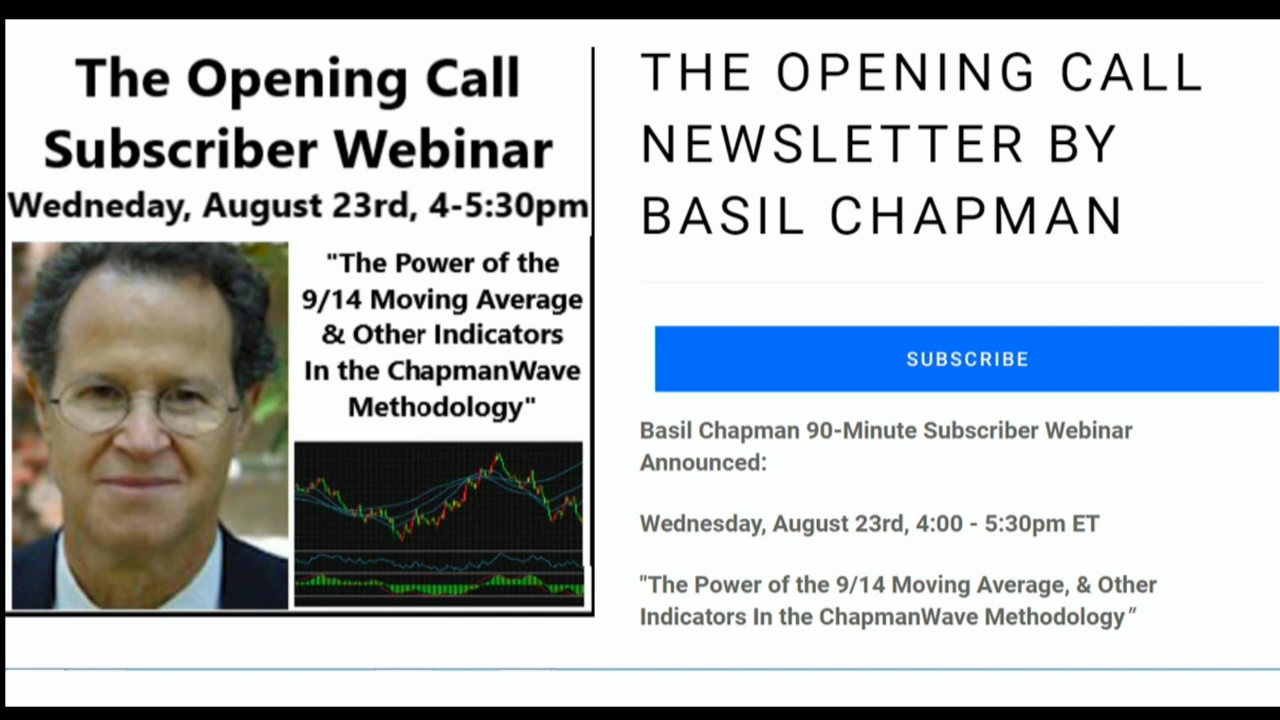 The Opening Call
Subscriber Webinar
Wedneday, August 23rd, 4-5:30pm
"The Power of the
9/14 Moving Average
& Other Indicators
In the ChapmanWave
Methodology"
THE OPENING CALL
NEWSLETTER BY
BASIL CHAPMAN
SUBSCRIBE
Basil Chapman 90-Minute Subscriber Webinar
Announced:
Wednesday, August 23rd, 4:00 - 5:30pm ET
"The Power of the 9/14 Moving Average, & Other
Indicators In the ChapmanWave Methodology”